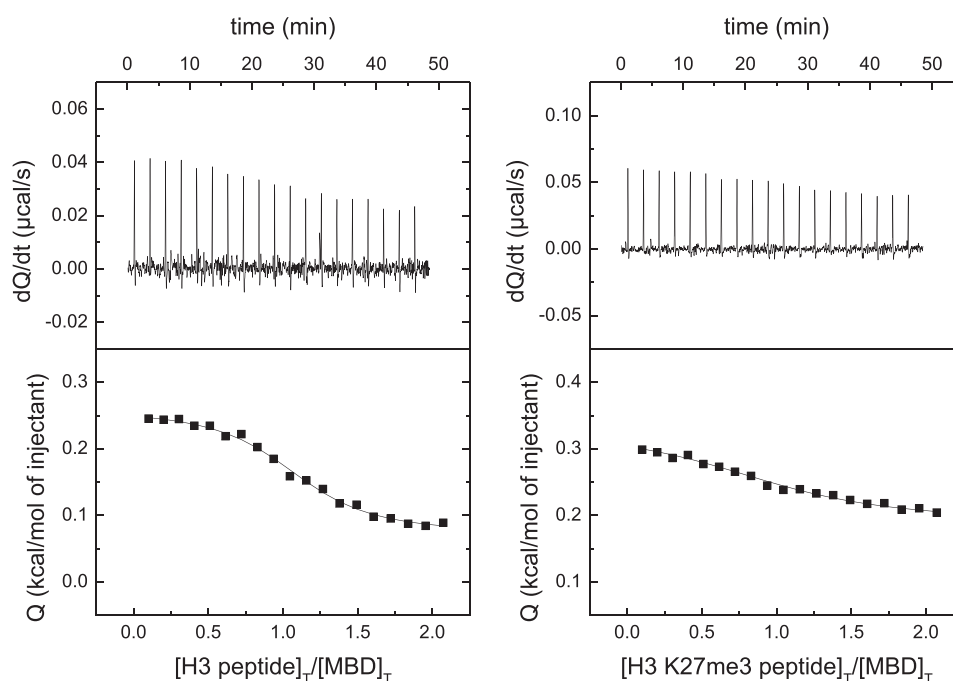 time (min)
0 10 20 30 40 50
0.06
0.04
0.02
0.00
-0.02
dQ/dt (µcal/s)
0.3
0.2
0.1
0.0
Q (kcal/mol of injectant)
0.0 0.5 1.0 1.5 2.0
[H3 peptide]T/[MBD]T
time (min)
0 10 20 30 40 50
0.10
0.05
0.00
-0.05
dQ/dt (µcal/s)
0.4
0.3
0.2
0.1
Q (kcal/mol of injectant)
0.0 0.5 1.0 1.5 2.0
[H3 K27me3 peptide]T/[MBD]T